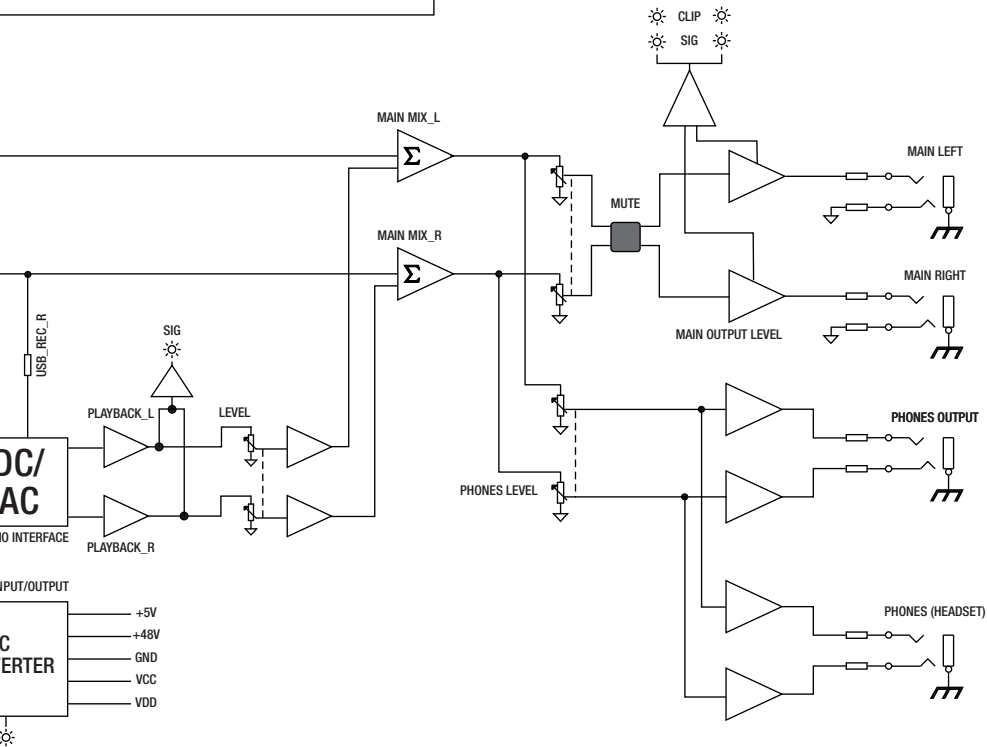 CLIP
SIG
MAIN MIX_L
MAIN LEFT
MUTE
MAIN MIX_R
MAIN RIGHT
USB_REC_R
SIG
MAIN OUTPUT LEVEL
PLAYBACK_L
LEVEL
PHONES OUTPUT
DC/
AC
PHONES LEVEL
IO INTERFACE
PLAYBACK_R
NPUT/OUTPUT
+5V
PHONES (HEADSET)
+48V
C
ERTER
GND
VCC
VDD
Σ
Σ